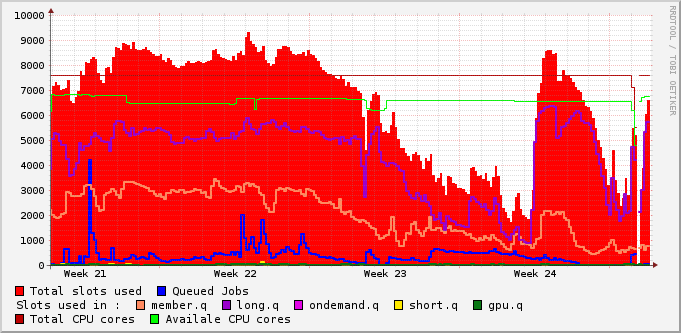 10000
9000
8000
7000
6000
5000
4000
3000
2000
1000
0
Week 21 Week 22 Week 23 Week 24
Total slots used Queued Jobs
Slots used in : member.q long.q ondemand.q short.q gpu.q
Total CPU cores Availale CPU cores
RRDTOOL / TOBI OETIKER